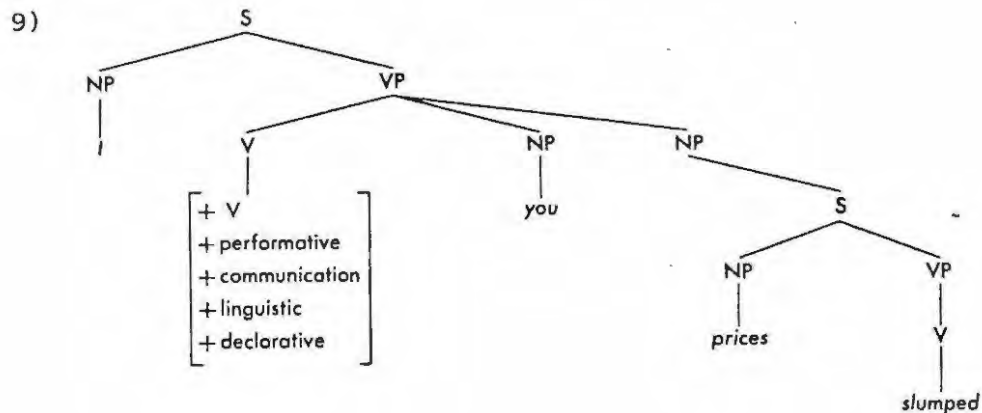 9)
S
NP VP
I V NP NP
+ V you S
+ performative
+ communication NP VP
+ linguistic
+ declarative prices V
slumped